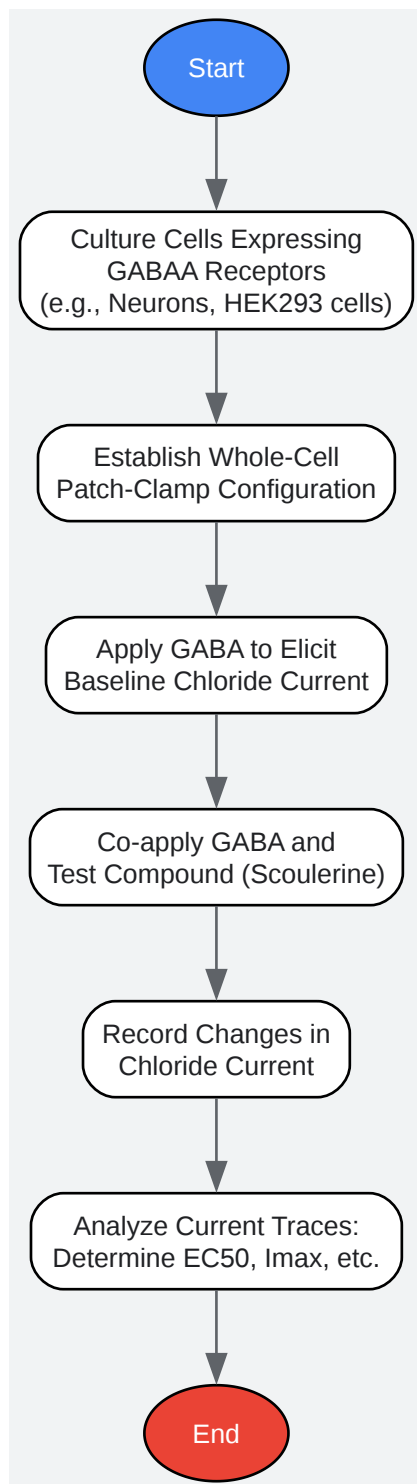 Start
Culture Cells Expressing
GABAA Receptors
(e.g., Neurons, HEK293 cells)
Establish Whole-Cell
Patch-Clamp Configuration
Apply GABA to Elicit
Baseline Chloride Current
Co-apply GABA and
Test Compound (Scoulerine)
Record Changes in
Chloride Current
Analyze Current Traces:
Determine EC50, Imax, etc.
End